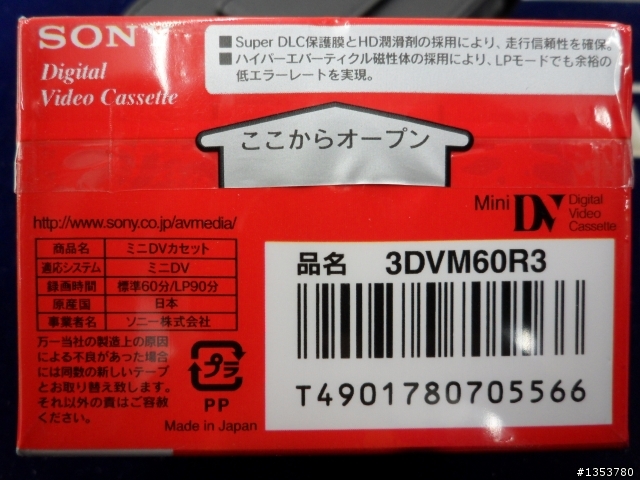 SONY
Digital
Video Cassette
■Super DLC保護膜とHD潤滑剤の採用により、走行信頼性を確保。
■ハイパーエバーティクル磁性体の採用により、LPモードでも余裕の
低エラーレートを実現。
ここからオープン
Mini DV Digital
Video
Cassette
http://www.sony.co.jp/avmedia/
商品名 ミニDVカセット
適応システム ミニDV
録画時間 標準60分/LP90分
原産国 日本
事業者名 ソニー株式会社
万一当社の製造上の原因
による不良があった場合
には同数の新しいテープ
とお取り替え致します。
それ以外の責はご容赦
ください。
プラ
PP
Made in Japan
品名 3DVM60R3
T4901780705566
#1353780